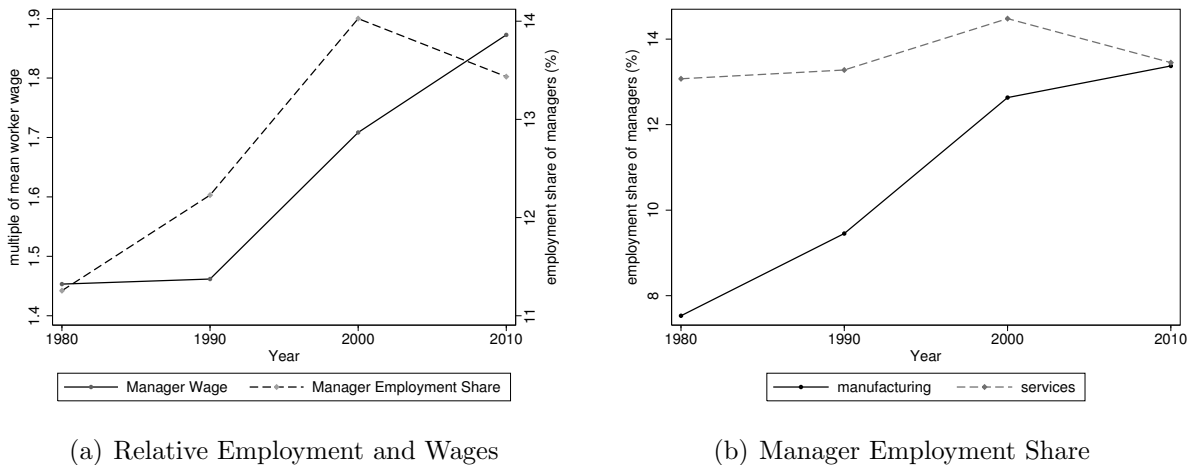 multiple of mean worker wage
1.9
1.8
1.7
1.6
1.5
1.4
14
13
12
11
employment share of managers (%)
1980 1990 2000 2010
Year
Manager Wage Manager Employment Share
(a) Relative Employment and Wages
employment share of managers (%)
14
12
10
8
1980 1990 2000 2010
Year
manufacturing services
(b) Manager Employment Share